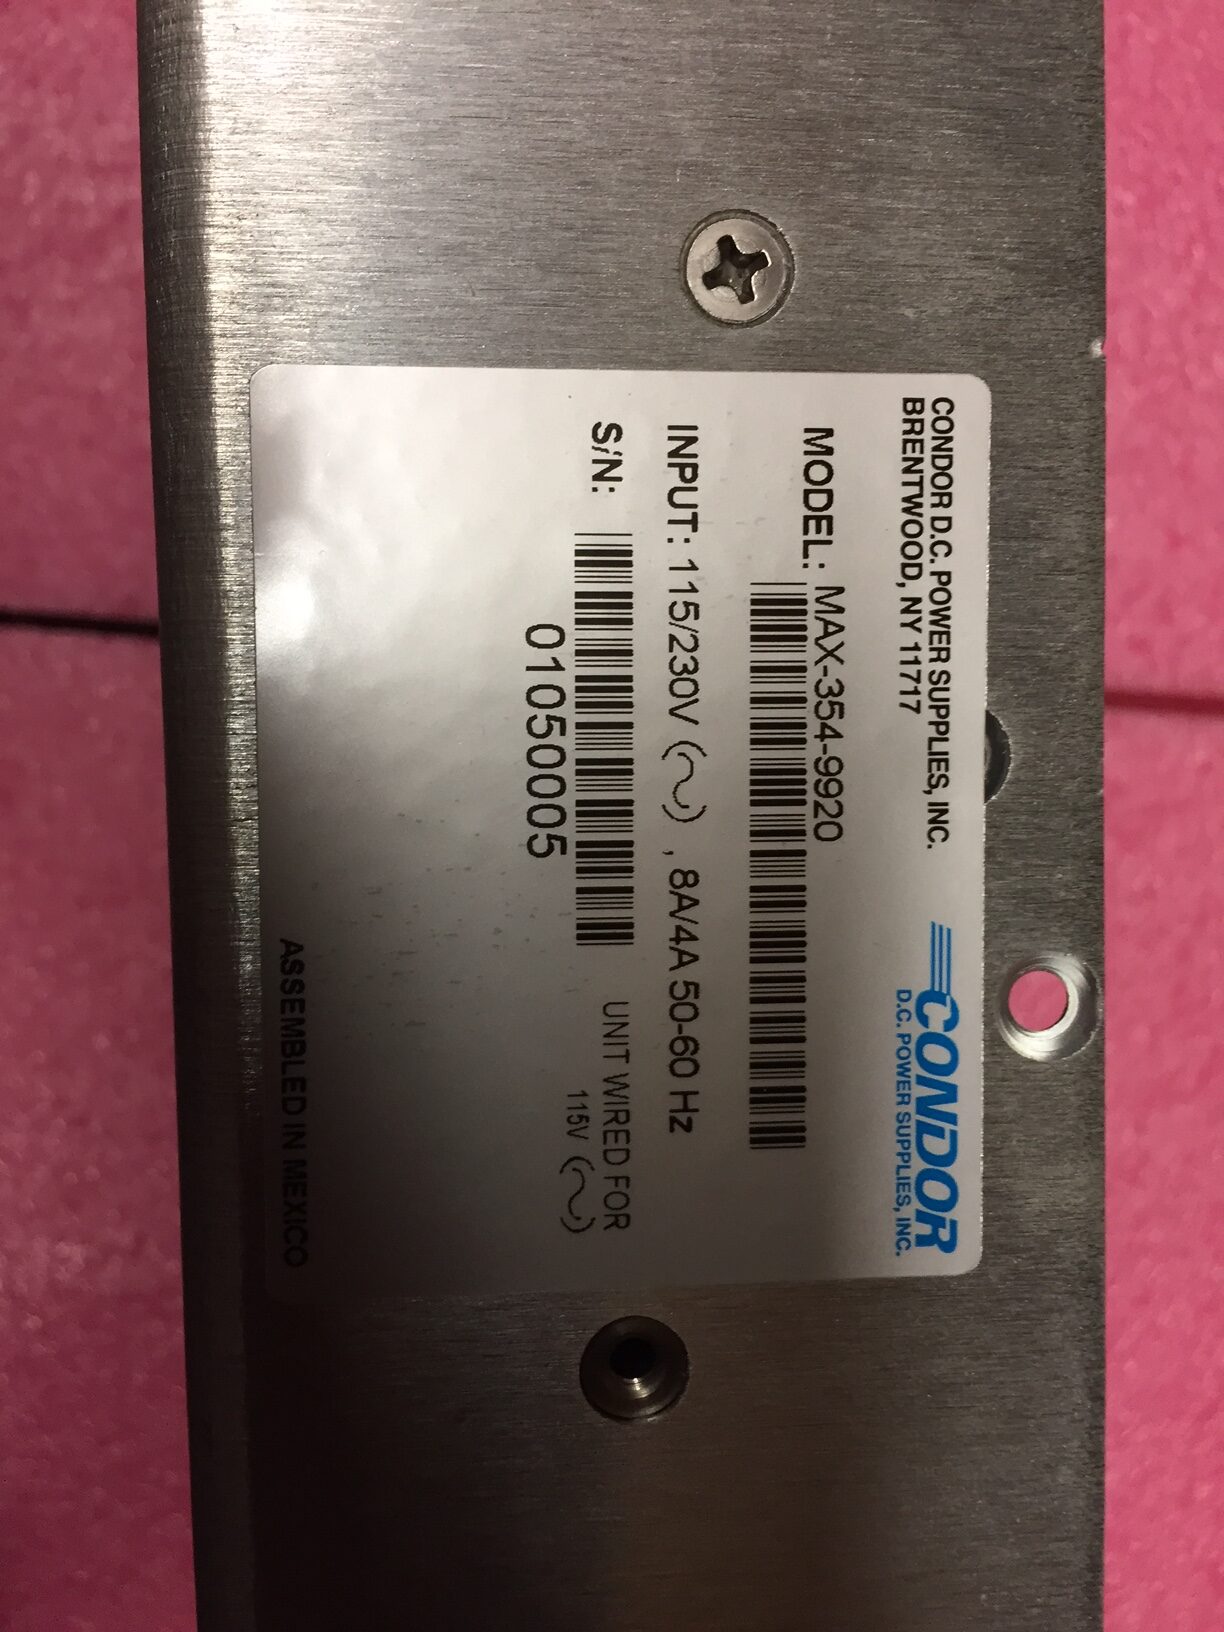 CONDOR D.C. POWER SUPPLIES, INC.
BRENTWOOD, NY 11717
CONDOR
D.C. POWER SUPPLIES, INC.
MODEL: MAX-354-9920
INPUT: 115/230V (~), 8A/4A 50-60 Hz
S/N:
01050005
UNIT WIRED FOR
115V (~)
ASSEMBLED IN MEXICO